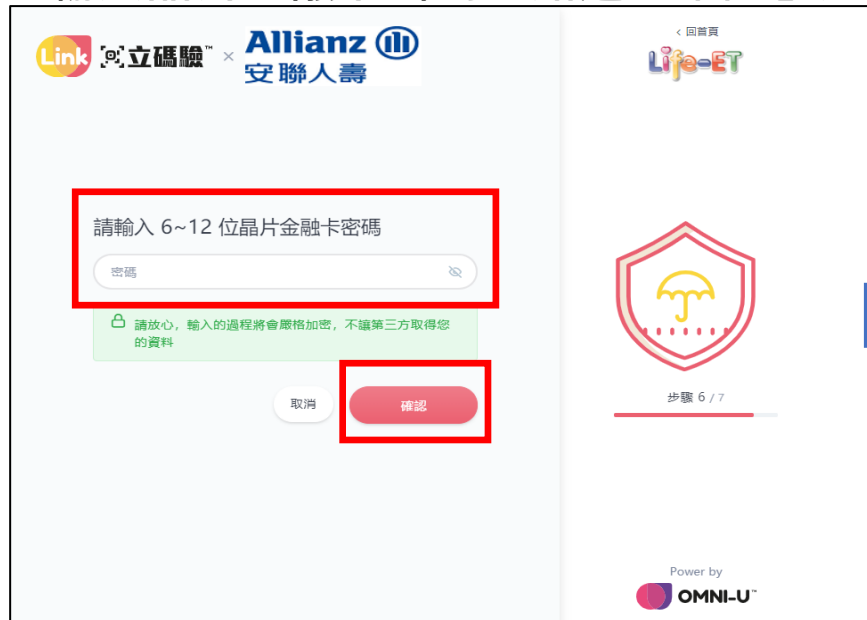 Link 立碼驗™ × Allianz
安聯人壽
< 回首頁
Life-ET
請輸入 6~12 位晶片金融卡密碼
密碼
請放心，輸入的過程將會嚴格加密，不讓第三方取得您
的資料
取消
確認
步驟 6 / 7
Power by
OMNI-U™